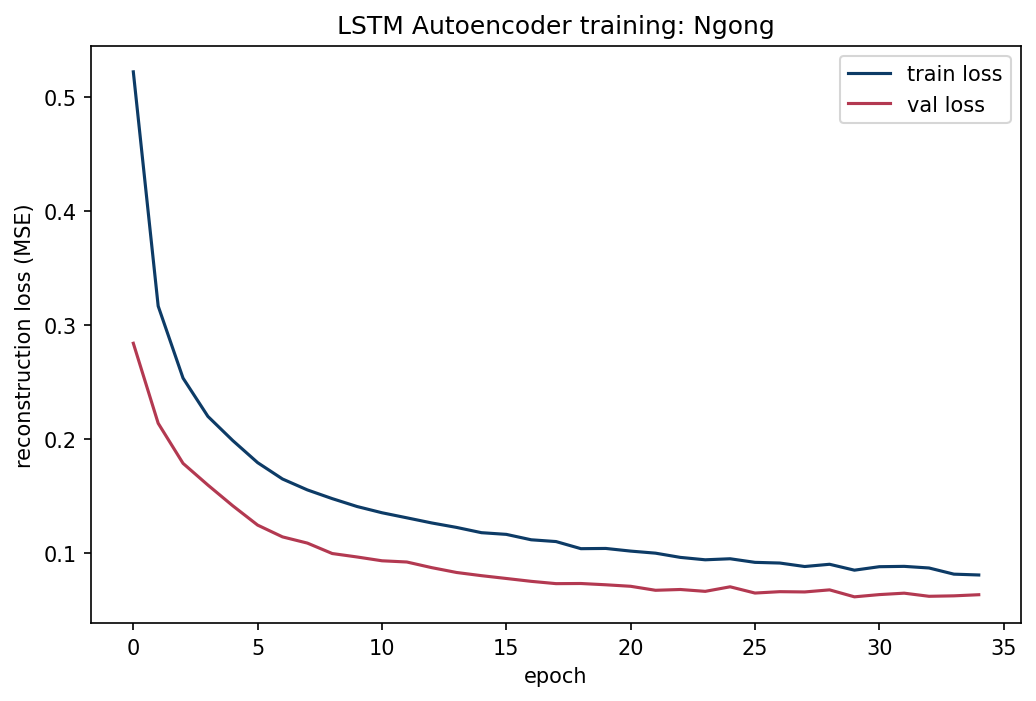 LSTM Autoencoder training: Ngong
train loss
val loss
reconstruction loss (MSE)
0.5
0.4
0.3
0.2
0.1
0 5 10 15 20 25 30 35
epoch